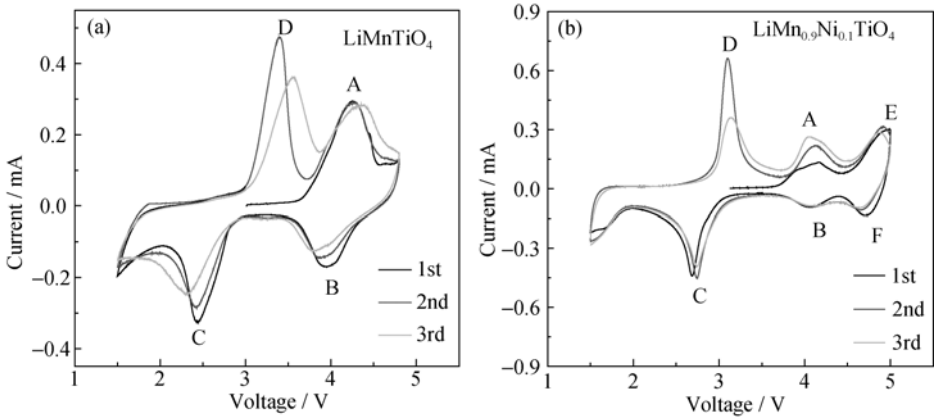 (a)
LiMnTiO₄
D
A
B
C
1st
2nd
3rd
0.4
0.2
0.0
−0.2
−0.4
Current / mA
1 2 3 4 5
Voltage / V
(b)
LiMn₀.₉Ni₀.₁TiO₄
D
A
E
B
F
C
1st
2nd
3rd
0.9
0.6
0.3
0.0
−0.3
−0.6
−0.9
Current / mA
1 2 3 4 5
Voltage / V